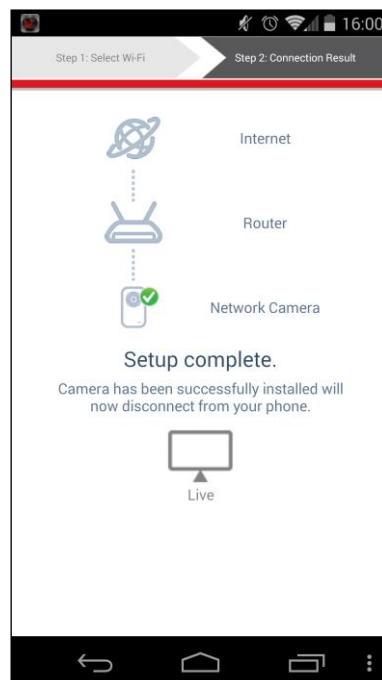 16:00
Step 1: Select Wi-Fi
Step 2: Connection Result
Internet
Router
Network Camera
Setup complete.
Camera has been successfully installed will
now disconnect from your phone.
Live